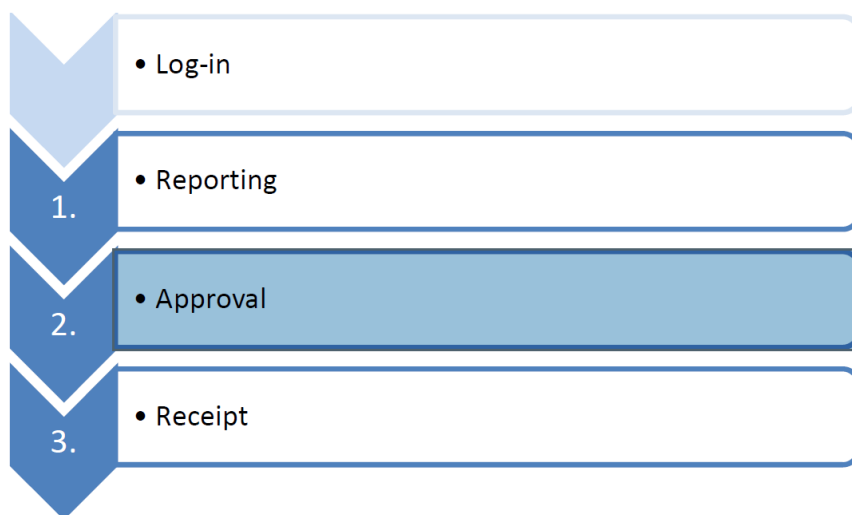 • Log-in
1.
• Reporting
2.
• Approval
3.
• Receipt